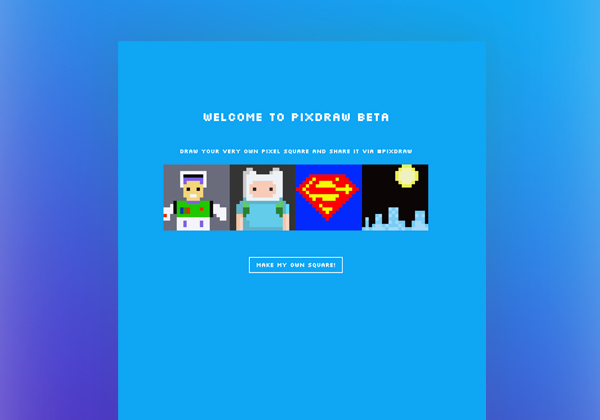 WELCOME TO PIXDRAW BETA
DRAW YOUR VERY OWN PIXEL SQUARE AND SHARE IT VIA #PIXDRAW
MAKE MY OWN SQUARE!